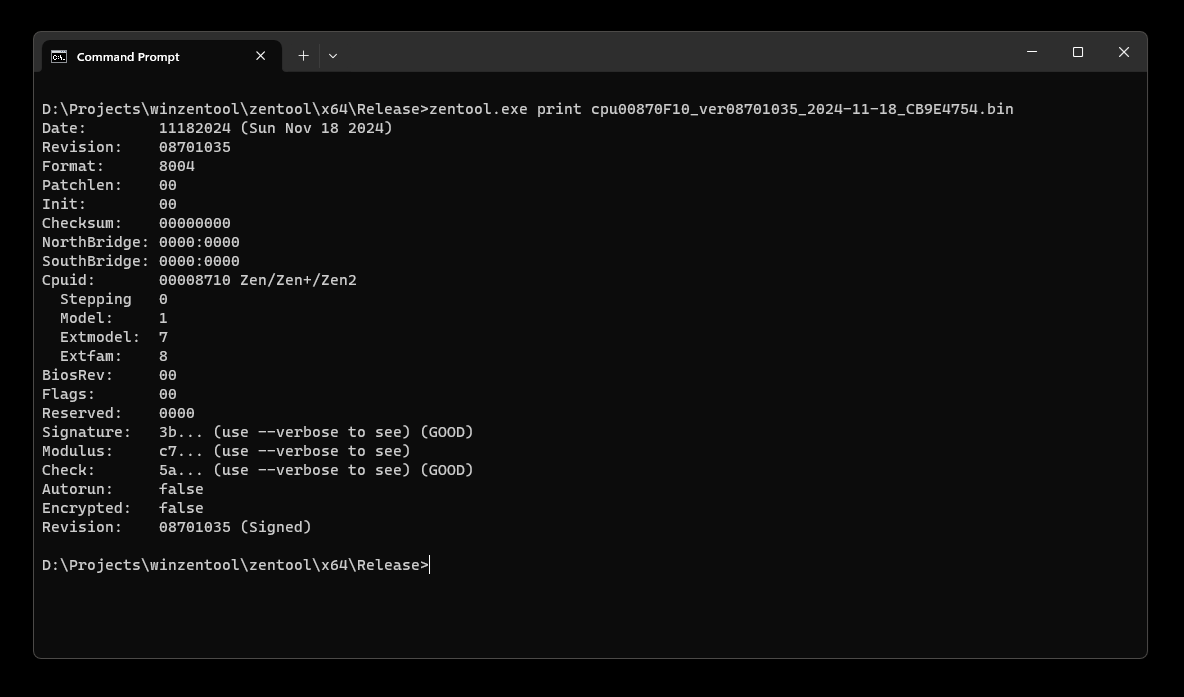 Command Prompt
D:\Projects\winzentool\zentool\x64\Release>zentool.exe print cpu00870F10_ver08701035_2024-11-18_CB9E4754.bin
Date:        11182024 (Sun Nov 18 2024)
Revision:    08701035
Format:      8004
Patchlen:    00
Init:        00
Checksum:    00000000
NorthBridge: 0000:0000
SouthBridge: 0000:0000
Cpuid:       00008710 Zen/Zen+/Zen2
  Stepping   0
  Model:     1
  Extmodel:  7
  Extfam:    8
BiosRev:     00
Flags:       00
Reserved:    0000
Signature:   3b... (use --verbose to see) (GOOD)
Modulus:     c7... (use --verbose to see)
Check:       5a... (use --verbose to see) (GOOD)
Autorun:     false
Encrypted:   false
Revision:    08701035 (Signed)
D:\Projects\winzentool\zentool\x64\Release>